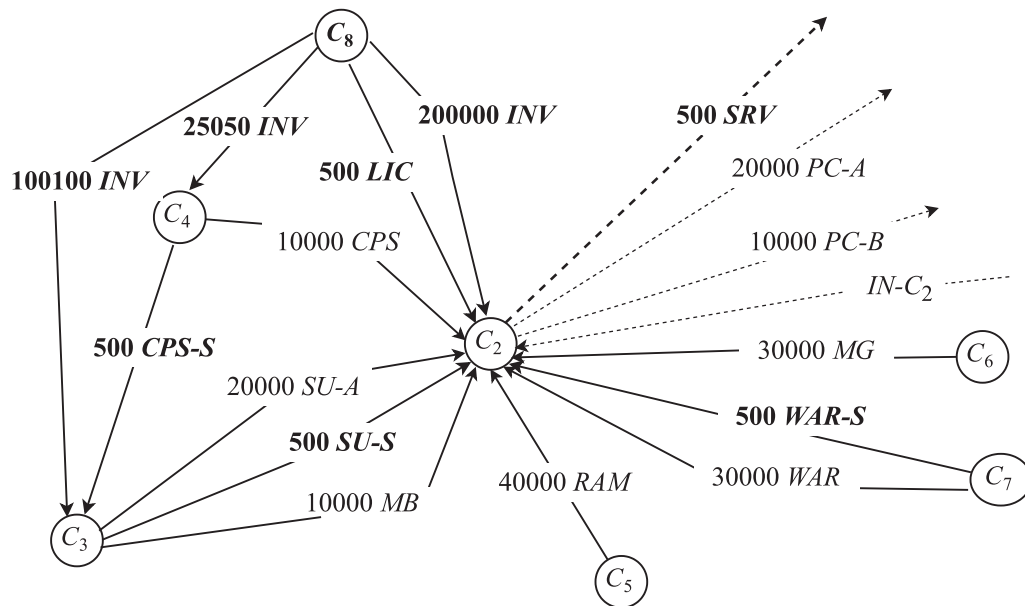 C8
500 SRV
25050 INV
200000 INV
20000 PC-A
100100 INV
500 LIC
C4
10000 CPS
10000 PC-B
IN-C2
500 CPS-S
C2
30000 MG
C6
20000 SU-A
500 SU-S
500 WAR-S
40000 RAM
30000 WAR
C7
10000 MB
C3
C5